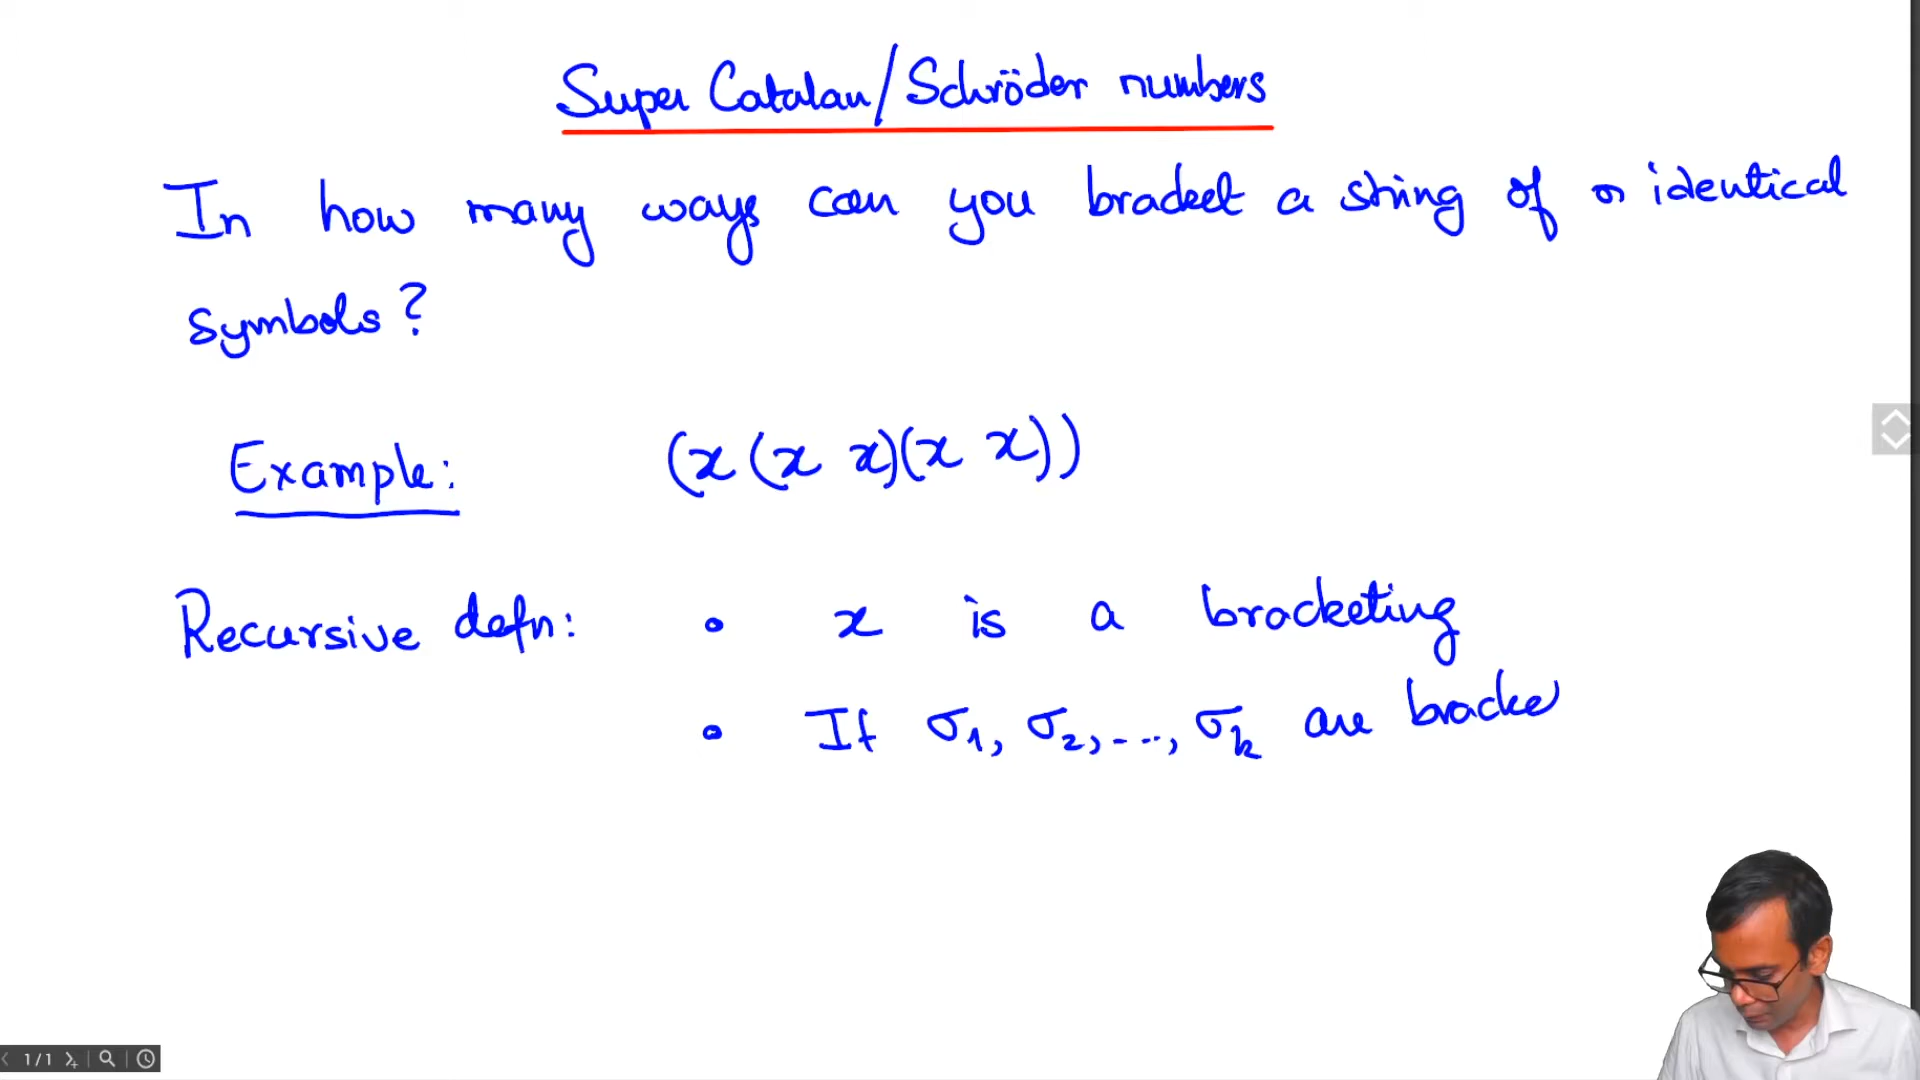 Super Catalan/Schröder numbers
In how many ways can you bracket a string of n identical
symbols?
Example: (x (x x)(x x))
Recursive defn: • x is a bracketing
• If σ₁, σ₂, ..., σₖ are bracke
1/1